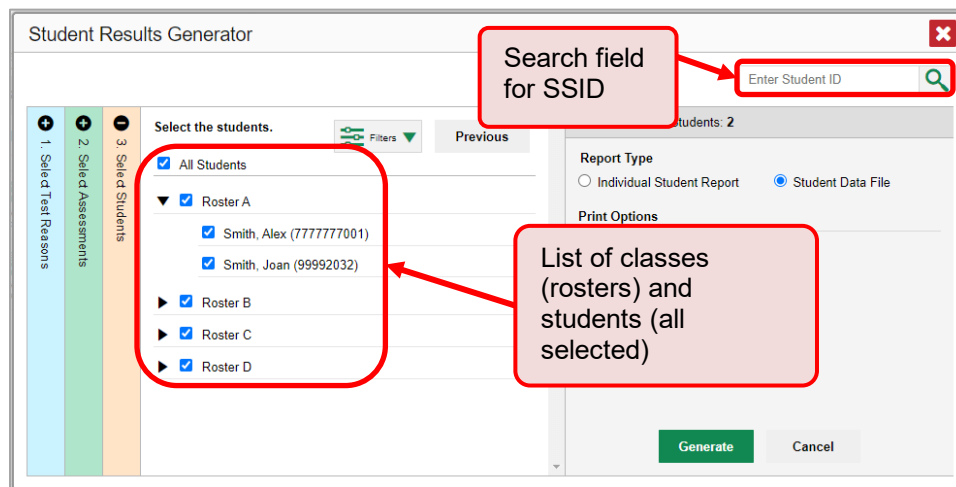 Student Results Generator
Search field
for SSID
Enter Student ID
1. Select Test Reasons
2. Select Assessments
3. Select Students
Select the students.
Filters
Previous
All Students
Roster A
Smith, Alex (7777777001)
Smith, Joan (99992032)
Roster B
Roster C
Roster D
Students: 2
Report Type
Individual Student Report
Student Data File
Print Options
List of classes
(rosters) and
students (all
selected)
Generate
Cancel